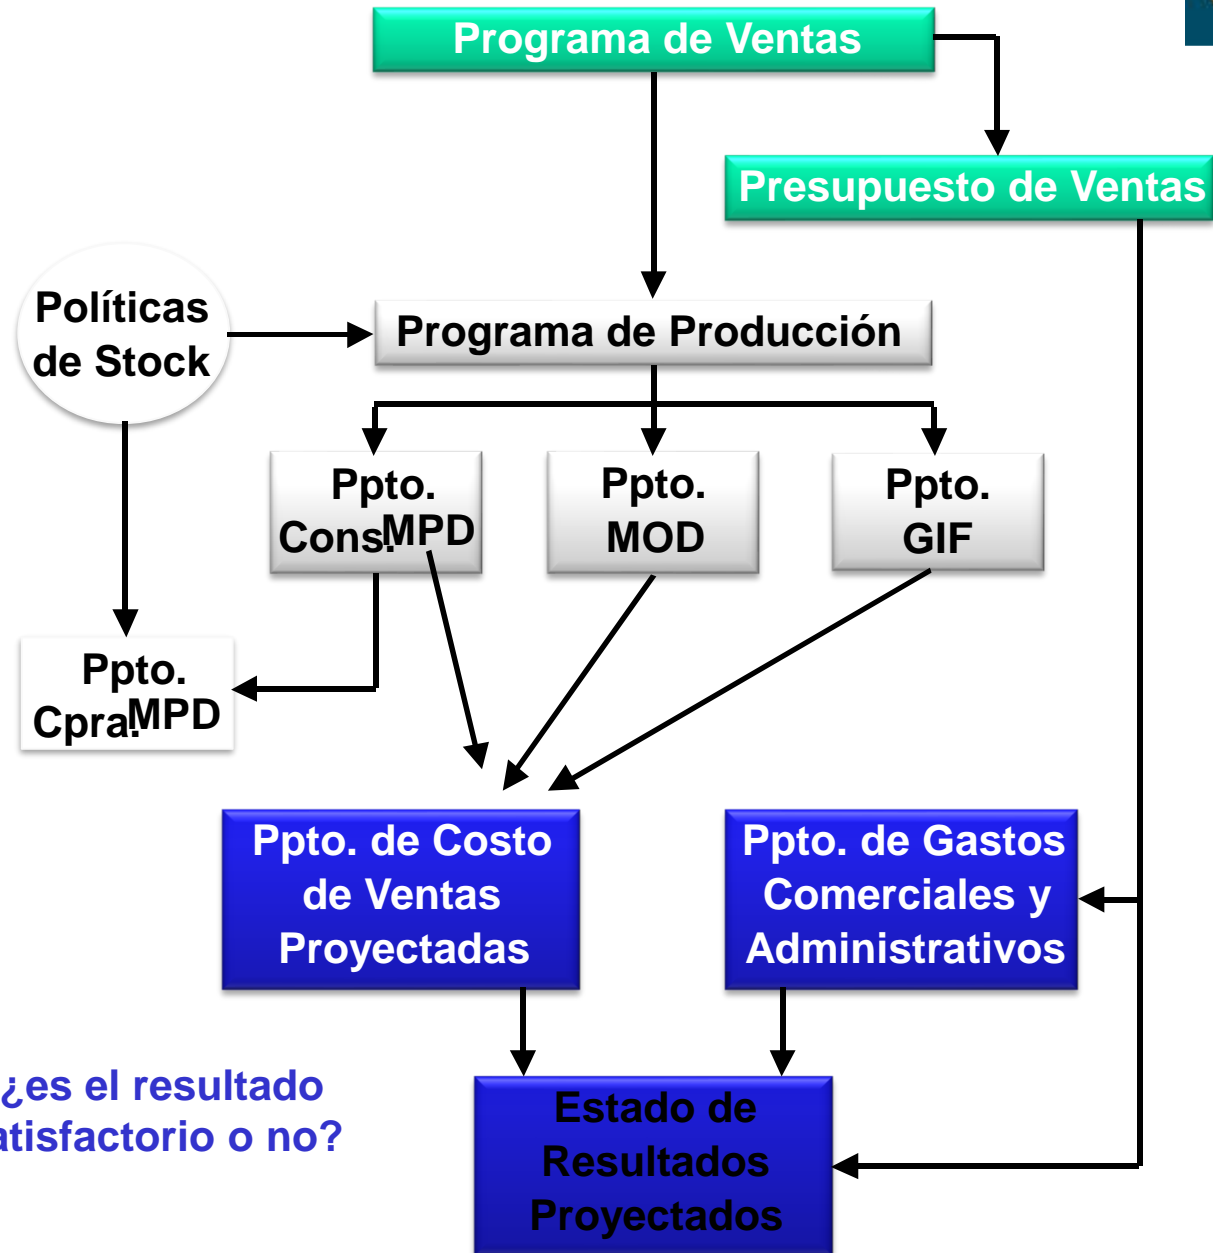 Programa de Ventas
Presupuesto de Ventas
Políticas
de Stock
Programa de Producción
Ppto.
Cons.MPD
Ppto.
MOD
Ppto.
GIF
Ppto.
Cpra.MPD
Ppto. de Costo
de Ventas
Proyectadas
Ppto. de Gastos
Comerciales y
Administrativos
¿es el resultado
atisfactorio o no?
Estado de
Resultados
Proyectados